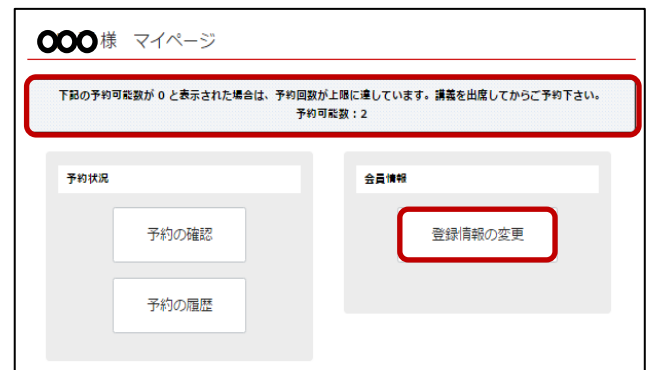 ○○○様 マイページ
下記の予約可能数が 0 と表示された場合は、予約回数が上限に達しています。講義を出席してからご予約下さい。
予約可能数：2
予約状況
予約の確認
予約の履歴
会員情報
登録情報の変更